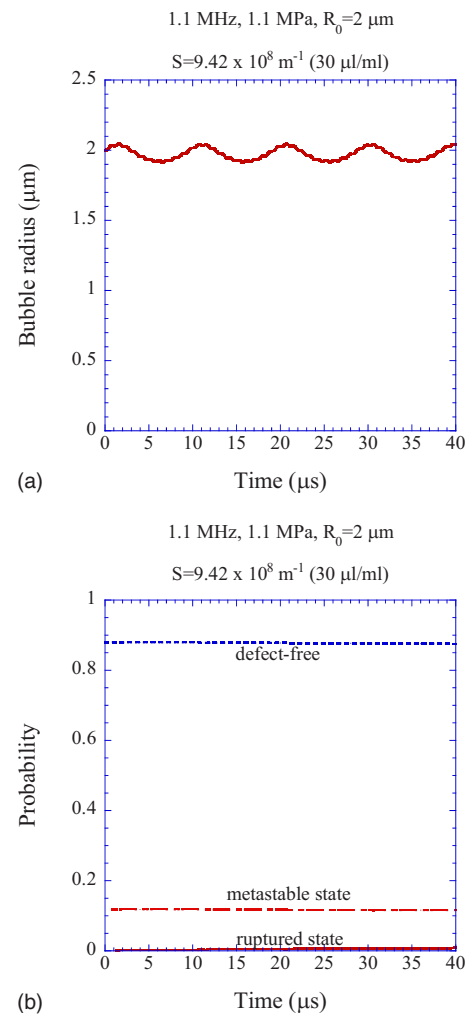 1.1 MHz, 1.1 MPa, R₀=2 μm
S=9.42 x 10⁸ m⁻¹ (30 μl/ml)
2.5
2
1.5
1
0.5
0
Bubble radius (μm)
0 5 10 15 20 25 30 35 40
(a) Time (μs)
1.1 MHz, 1.1 MPa, R₀=2 μm
S=9.42 x 10⁸ m⁻¹ (30 μl/ml)
1
0.8
0.6
0.4
0.2
0
Probability
defect-free
metastable state
ruptured state
0 5 10 15 20 25 30 35 40
(b) Time (μs)